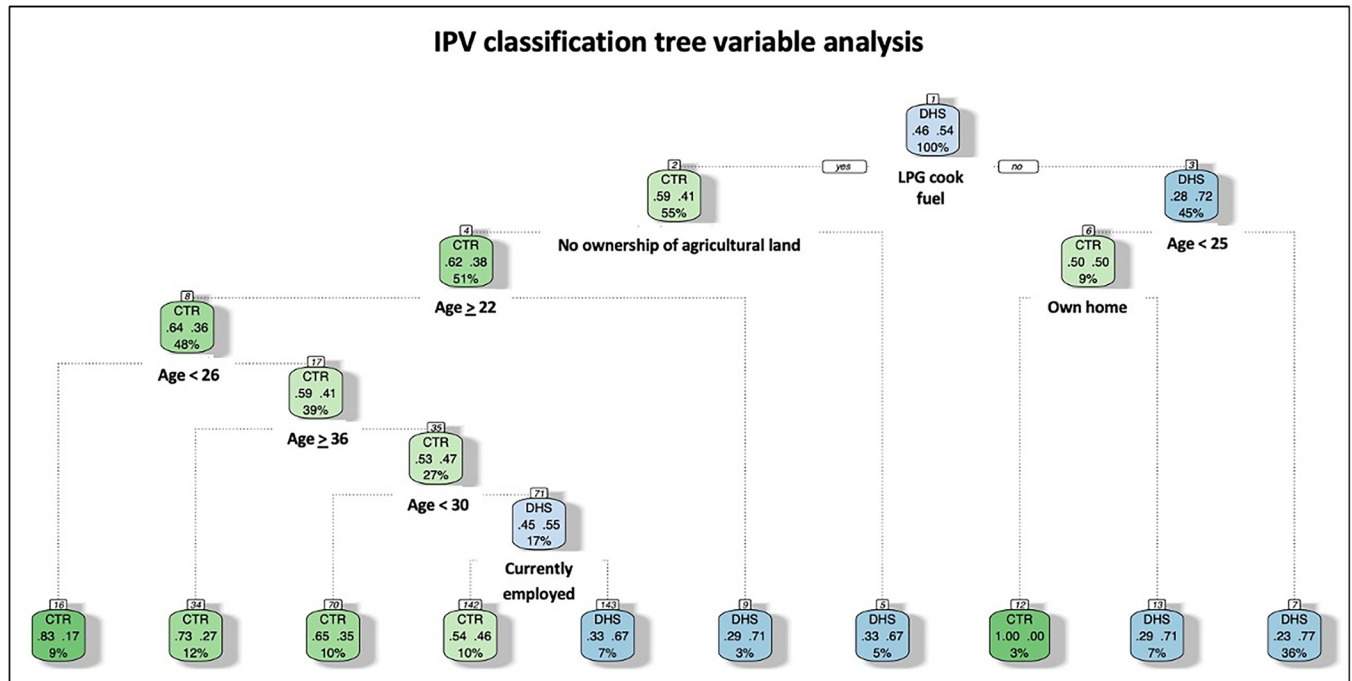 IPV classification tree variable analysis
1
DHS
.46 .54
100%
yes
no
LPG cook
fuel
2
CTR
.59 .41
55%
3
DHS
.28 .72
45%
No ownership of agricultural land
Age < 25
4
CTR
.62 .38
51%
6
CTR
.50 .50
9%
Age ≥ 22
Own home
8
CTR
.64 .36
48%
Age < 26
17
CTR
.59 .41
39%
Age ≥ 36
35
CTR
.53 .47
27%
Age < 30
71
DHS
.45 .55
17%
Currently
employed
16
CTR
.83 .17
9%
34
CTR
.73 .27
12%
70
CTR
.65 .35
10%
142
CTR
.54 .46
10%
143
DHS
.33 .67
7%
9
DHS
.29 .71
3%
5
DHS
.33 .67
5%
12
CTR
1.00 .00
3%
13
DHS
.29 .71
7%
7
DHS
.23 .77
36%